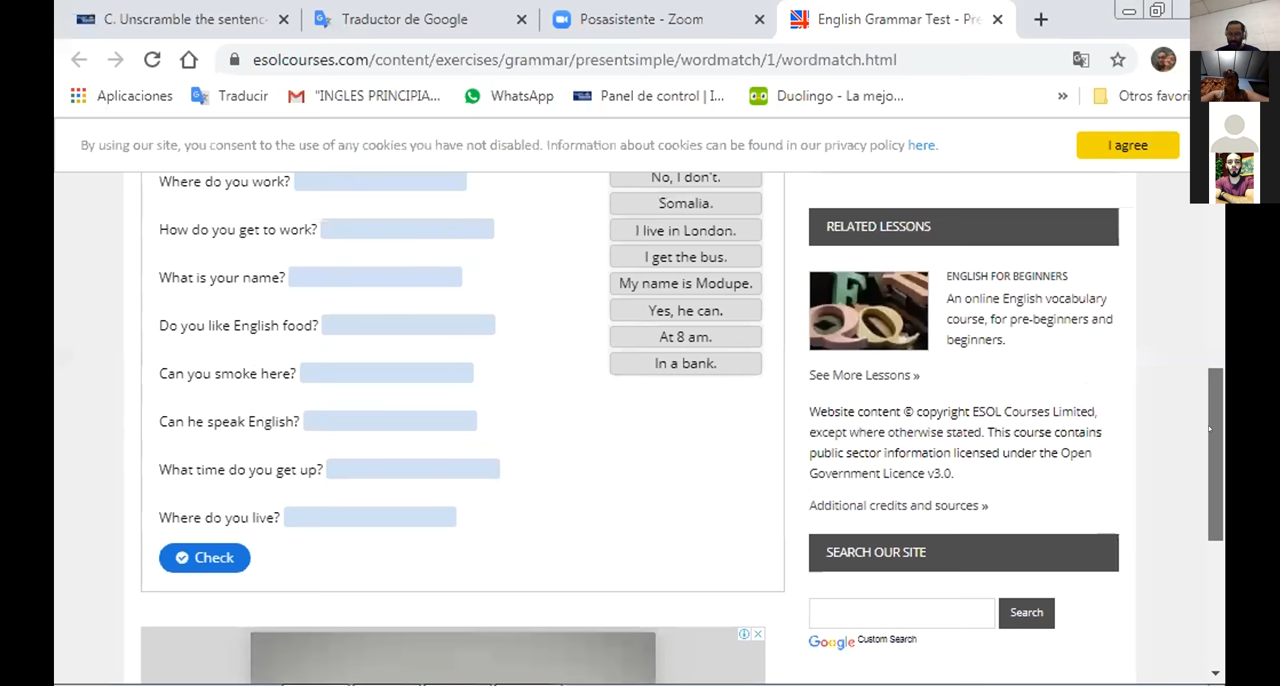 C. Unscramble the sentenc
Traductor de Google
Posasistente - Zoom
English Grammar Test - Pre
esolcourses.com/content/exercises/grammar/presentsimple/wordmatch/1/wordmatch.html
Aplicaciones
Traducir
"INGLES PRINCIPIA...
WhatsApp
Panel de control | I...
Duolingo - La mejo...
»
Otros favori
By using our site, you consent to the use of any cookies you have not disabled. Information about cookies can be found in our privacy policy here.
I agree
Where do you work?
How do you get to work?
What is your name?
Do you like English food?
Can you smoke here?
Can he speak English?
What time do you get up?
Where do you live?
Check
No, I don't.
Somalia.
I live in London.
I get the bus.
My name is Modupe.
Yes, he can.
At 8 am.
In a bank.
RELATED LESSONS
ENGLISH FOR BEGINNERS
An online English vocabulary
course, for pre-beginners and
beginners.
See More Lessons »
Website content © copyright ESOL Courses Limited,
except where otherwise stated. This course contains
public sector information licensed under the Open
Government Licence v3.0.
Additional credits and sources »
SEARCH OUR SITE
Search
Google Custom Search